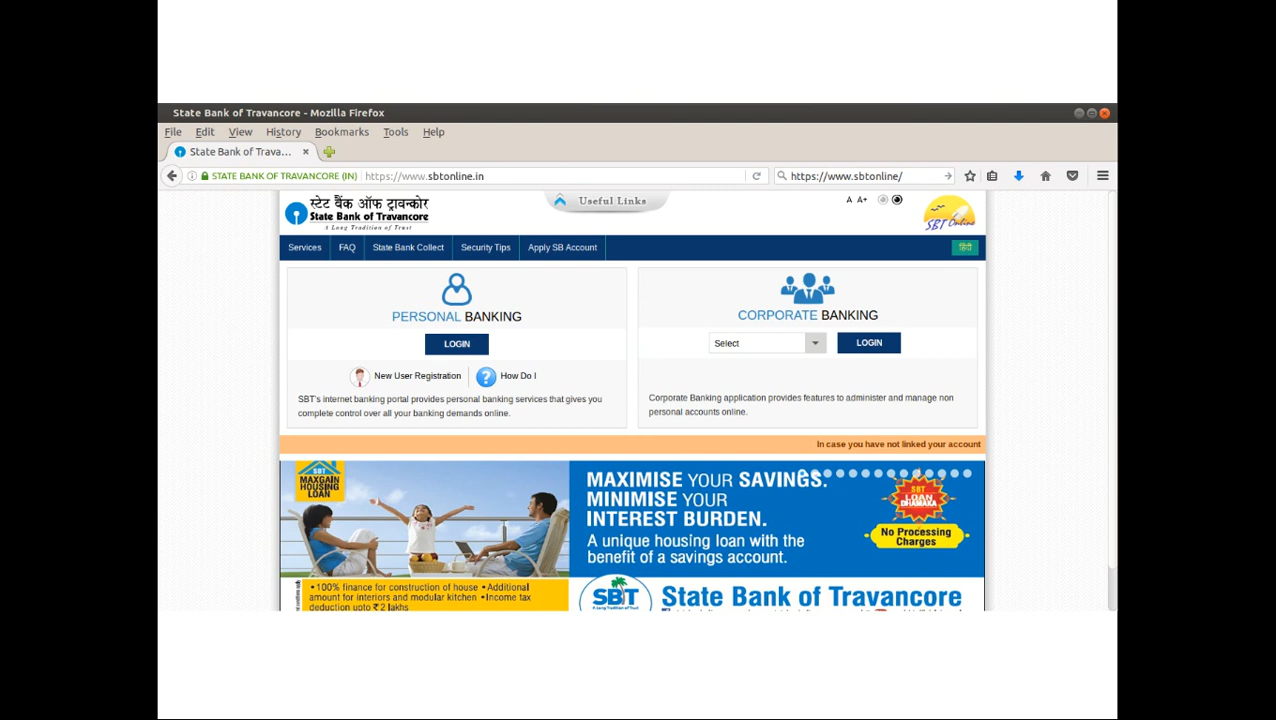 State Bank of Travancore - Mozilla Firefox
File Edit View History Bookmarks Tools Help
State Bank of Trava...
STATE BANK OF TRAVANCORE (IN) https://www.sbtonline.in https://www.sbtonline/
स्टेट बैंक ऑफ ट्रावन्कोर
State Bank of Travancore
A Long Tradition of Trust
Useful Links
A A+
SBT Online
Services FAQ State Bank Collect Security Tips Apply SB Account हिंदी
PERSONAL BANKING
LOGIN
New User Registration How Do I
SBT's internet banking portal provides personal banking services that gives you
complete control over all your banking demands online.
CORPORATE BANKING
Select LOGIN
Corporate Banking application provides features to administer and manage non
personal accounts online.
In case you have not linked your account
SBT
MAXGAIN
HOUSING
LOAN
MAXIMISE YOUR SAVINGS.
MINIMISE YOUR
INTEREST BURDEN.
A unique housing loan with the
benefit of a savings account.
SBT
LOAN
DHAMAKA
No Processing
Charges
•100% finance for construction of house •Additional
amount for interiors and modular kitchen •Income tax
deduction upto ₹ 2 lakhs
SBT
A Long Tradition of Trust
State Bank of Travancore